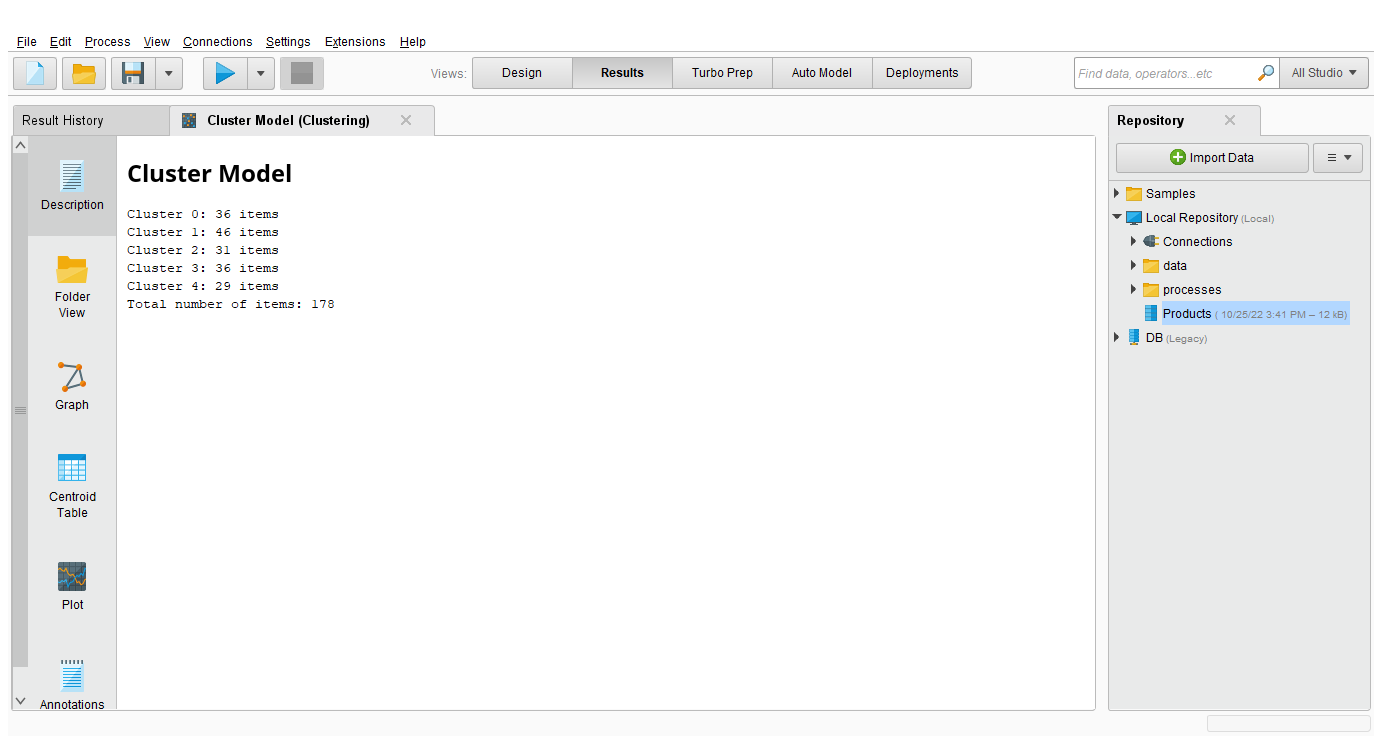 File Edit Process View Connections Settings Extensions Help
Views: Design Results Turbo Prep Auto Model Deployments Find data, operators...etc All Studio
Result History Cluster Model (Clustering)
Description
Folder
View
Graph
Centroid
Table
Plot
Annotations
Cluster Model
Cluster 0: 36 items
Cluster 1: 46 items
Cluster 2: 31 items
Cluster 3: 36 items
Cluster 4: 29 items
Total number of items: 178
Repository
Import Data
Samples
Local Repository (Local)
Connections
data
processes
Products ( 10/25/22 3:41 PM – 12 kB)
DB (Legacy)